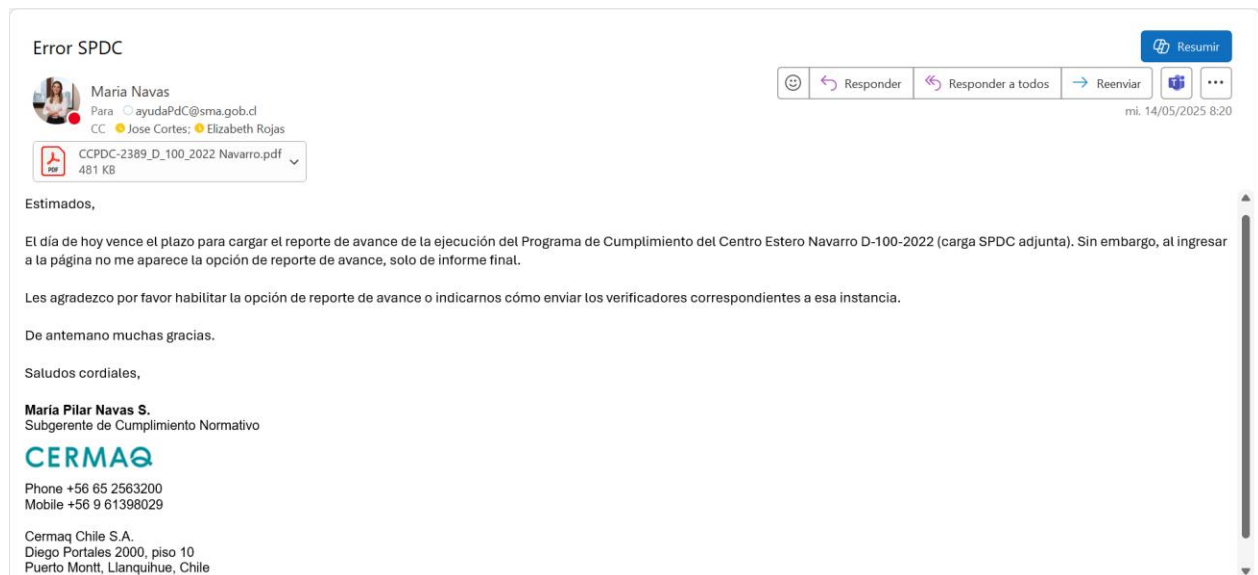 Error SPDC
Resumir
Maria Navas
Para ayudaPdC@sma.gob.cl
CC Jose Cortes; Elizabeth Rojas
Responder
Responder a todos
Reenviar
mi. 14/05/2025 8:20
CCPDC-2389_D_100_2022 Navarro.pdf
481 KB
PDF
Estimados,
El día de hoy vence el plazo para cargar el reporte de avance de la ejecución del Programa de Cumplimiento del Centro Estero Navarro D-100-2022 (carga SPDC adjunta). Sin embargo, al ingresar
a la página no me aparece la opción de reporte de avance, solo de informe final.
Les agradezco por favor habilitar la opción de reporte de avance o indicarnos cómo enviar los verificadores correspondientes a esa instancia.
De antemano muchas gracias.
Saludos cordiales,
María Pilar Navas S.
Subgerente de Cumplimiento Normativo
CERMAQ
Phone +56 65 2563200
Mobile +56 9 61398029
Cermaq Chile S.A.
Diego Portales 2000, piso 10
Puerto Montt, Llanquihue, Chile